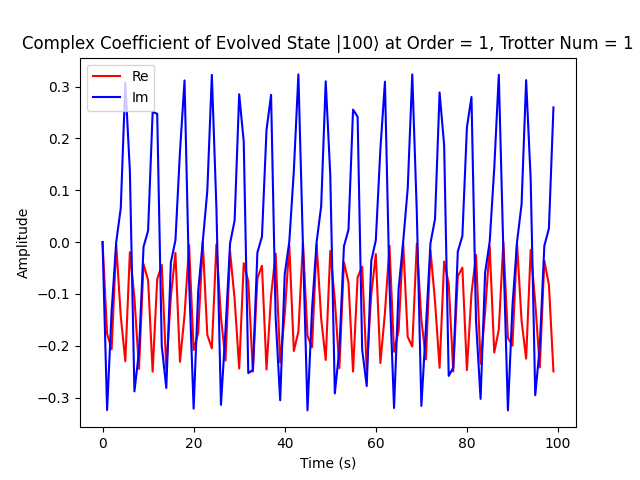 Complex Coefficient of Evolved State |100⟩ at Order = 1, Trotter Num = 1
Re
Im
0.3
0.2
0.1
0.0
−0.1
−0.2
−0.3
Amplitude
0
20
40
60
80
100
Time (s)